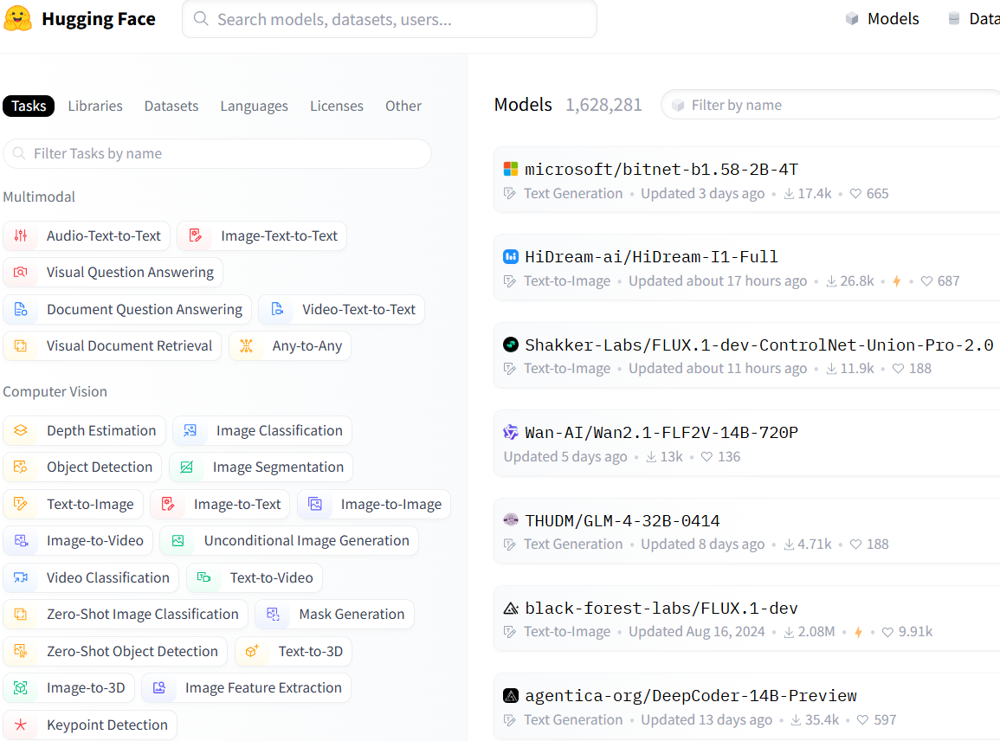 Hugging Face
Search models, datasets, users...
Models
Data
Tasks Libraries Datasets Languages Licenses Other
Filter Tasks by name
Multimodal
Audio-Text-to-Text Image-Text-to-Text
Visual Question Answering
Document Question Answering Video-Text-to-Text
Visual Document Retrieval Any-to-Any
Computer Vision
Depth Estimation Image Classification
Object Detection Image Segmentation
Text-to-Image Image-to-Text Image-to-Image
Image-to-Video Unconditional Image Generation
Video Classification Text-to-Video
Zero-Shot Image Classification Mask Generation
Zero-Shot Object Detection Text-to-3D
Image-to-3D Image Feature Extraction
Keypoint Detection
Models 1,628,281 Filter by name
microsoft/bitnet-b1.58-2B-4T
Text Generation • Updated 3 days ago • 17.4k • 665
HiDream-ai/HiDream-I1-Full
Text-to-Image • Updated about 17 hours ago • 26.8k • • 687
Shakker-Labs/FLUX.1-dev-ControlNet-Union-Pro-2.0
Text-to-Image • Updated about 11 hours ago • 11.9k • 188
Wan-AI/Wan2.1-FLF2V-14B-720P
Updated 5 days ago • 13k • 136
THUDM/GLM-4-32B-0414
Text Generation • Updated 8 days ago • 4.71k • 188
black-forest-labs/FLUX.1-dev
Text-to-Image • Updated Aug 16, 2024 • 2.08M • • 9.91k
agentica-org/DeepCoder-14B-Preview
Text Generation • Updated 13 days ago • 35.4k • 597